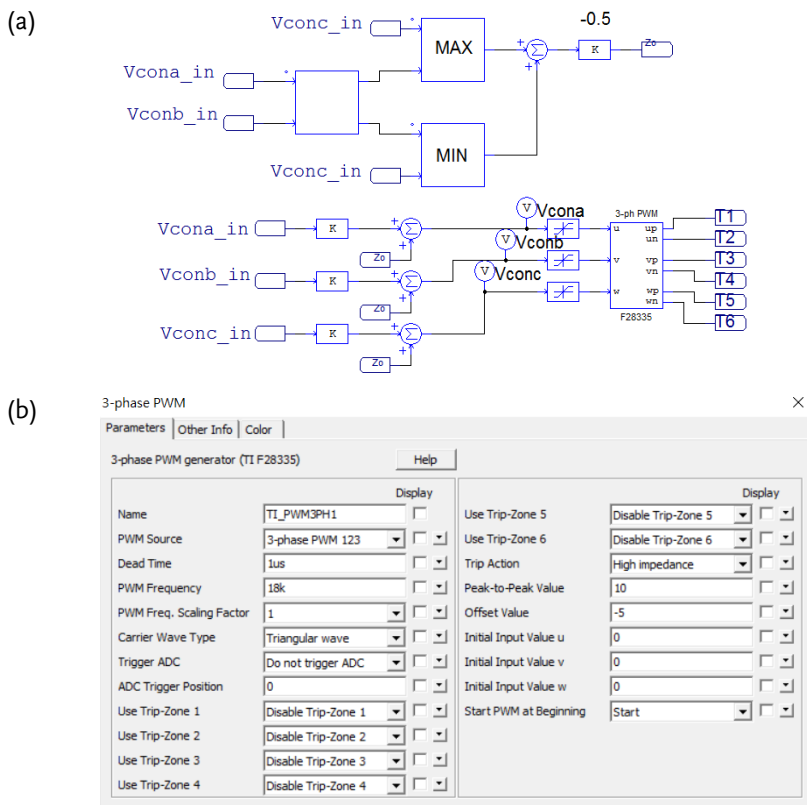 (a)
Vconc_in
-0.5
MAX
+
+
K
Zo
Vcona_in
Vconb_in
MIN
Vconc_in
3-ph PWM
V Vcona
T1
Vcona_in
K
+
+
u
up
un
T2
Zo
V Vconb
T3
Vconb_in
K
+
+
v
vp
vn
T4
V Vconc
Zo
w
wp
wn
T5
T6
F28335
Vconc_in
K
+
+
Zo
(b)
3-phase PWM
Parameters Other Info Color
3-phase PWM generator (TI F28335) Help
Display
Name TI_PWM3PH1
PWM Source 3-phase PWM 123
Dead Time 1us
PWM Frequency 18k
PWM Freq. Scaling Factor 1
Carrier Wave Type Triangular wave
Trigger ADC Do not trigger ADC
ADC Trigger Position 0
Use Trip-Zone 1 Disable Trip-Zone 1
Use Trip-Zone 2 Disable Trip-Zone 2
Use Trip-Zone 3 Disable Trip-Zone 3
Use Trip-Zone 4 Disable Trip-Zone 4
Display
Use Trip-Zone 5 Disable Trip-Zone 5
Use Trip-Zone 6 Disable Trip-Zone 6
Trip Action High impedance
Peak-to-Peak Value 10
Offset Value -5
Initial Input Value u 0
Initial Input Value v 0
Initial Input Value w 0
Start PWM at Beginning Start